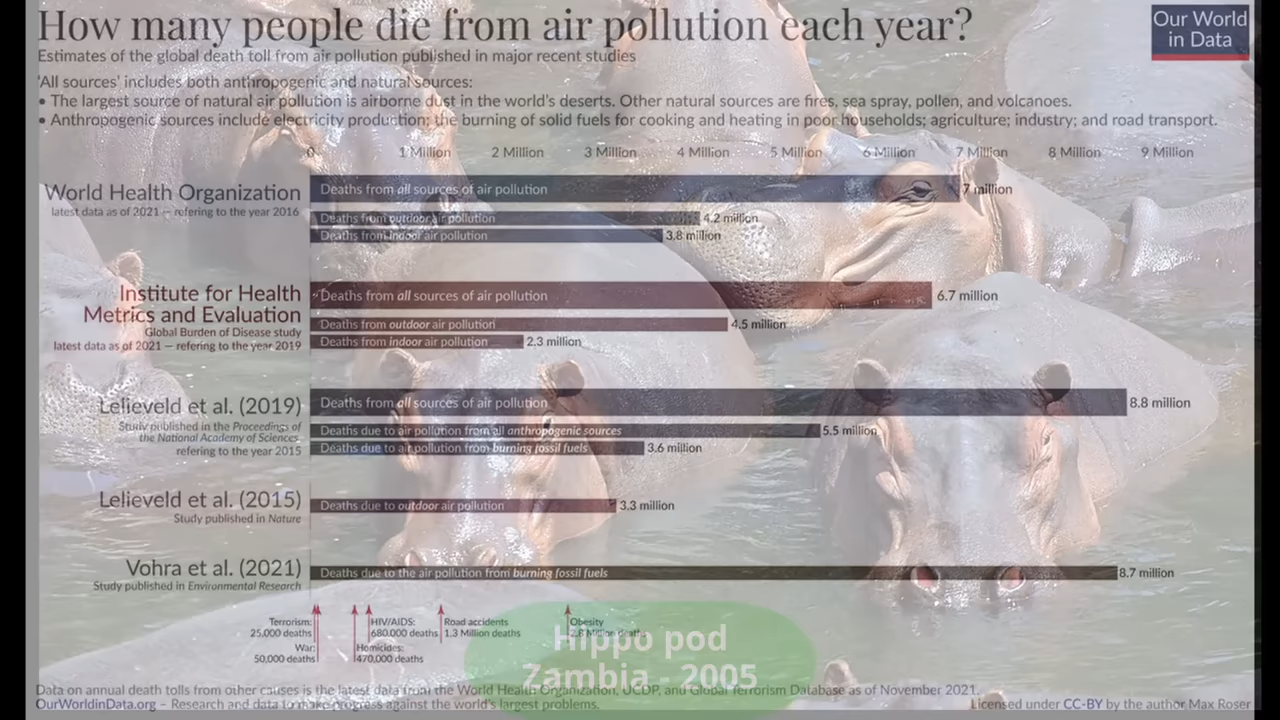 How many people die from air pollution each year?
Our World
in Data
Estimates of the global death toll from air pollution published in major recent studies
'All sources' includes both anthropogenic and natural sources:
• The largest source of natural air pollution is airborne dust in the world's deserts. Other natural sources are fires, sea spray, pollen, and volcanoes.
• Anthropogenic sources include electricity production; the burning of solid fuels for cooking and heating in poor households; agriculture; industry; and road transport.
0 1 Million 2 Million 3 Million 4 Million 5 Million 6 Million 7 Million 8 Million 9 Million
World Health Organization
latest data as of 2021 — refering to the year 2016
Deaths from all sources of air pollution 7 million
Deaths from outdoor air pollution 4.2 million
Deaths from indoor air pollution 3.8 million
Institute for Health
Metrics and Evaluation
Global Burden of Disease study
latest data as of 2021 — refering to the year 2019
Deaths from all sources of air pollution 6.7 million
Deaths from outdoor air pollution 4.5 million
Deaths from indoor air pollution 2.3 million
Lelieveld et al. (2019)
Study published in the Proceedings of
the National Academy of Sciences,
refering to the year 2015
Deaths from all sources of air pollution 8.8 million
Deaths due to air pollution from all anthropogenic sources 5.5 million
Deaths due to air pollution from burning fossil fuels 3.6 million
Lelieveld et al. (2015)
Study published in Nature
Deaths due to outdoor air pollution 3.3 million
Vohra et al. (2021)
Study published in Environmental Research
Deaths due to the air pollution from burning fossil fuels 8.7 million
Terrorism:
25,000 deaths
War:
50,000 deaths
HIV/AIDS:
680.000 deaths
Homicides:
470,000 deaths
Road accidents
1.3 Million deaths
Obesity
2.8 Million deaths
Hippo pod
Zambia - 2005
Data on annual death tolls from other causes is the latest data from the World Health Organization, UCDP, and Global Terrorism Database as of November 2021.
OurWorldinData.org – Research and data to make progress against the world's largest problems.
Licensed under CC-BY by the author Max Roser